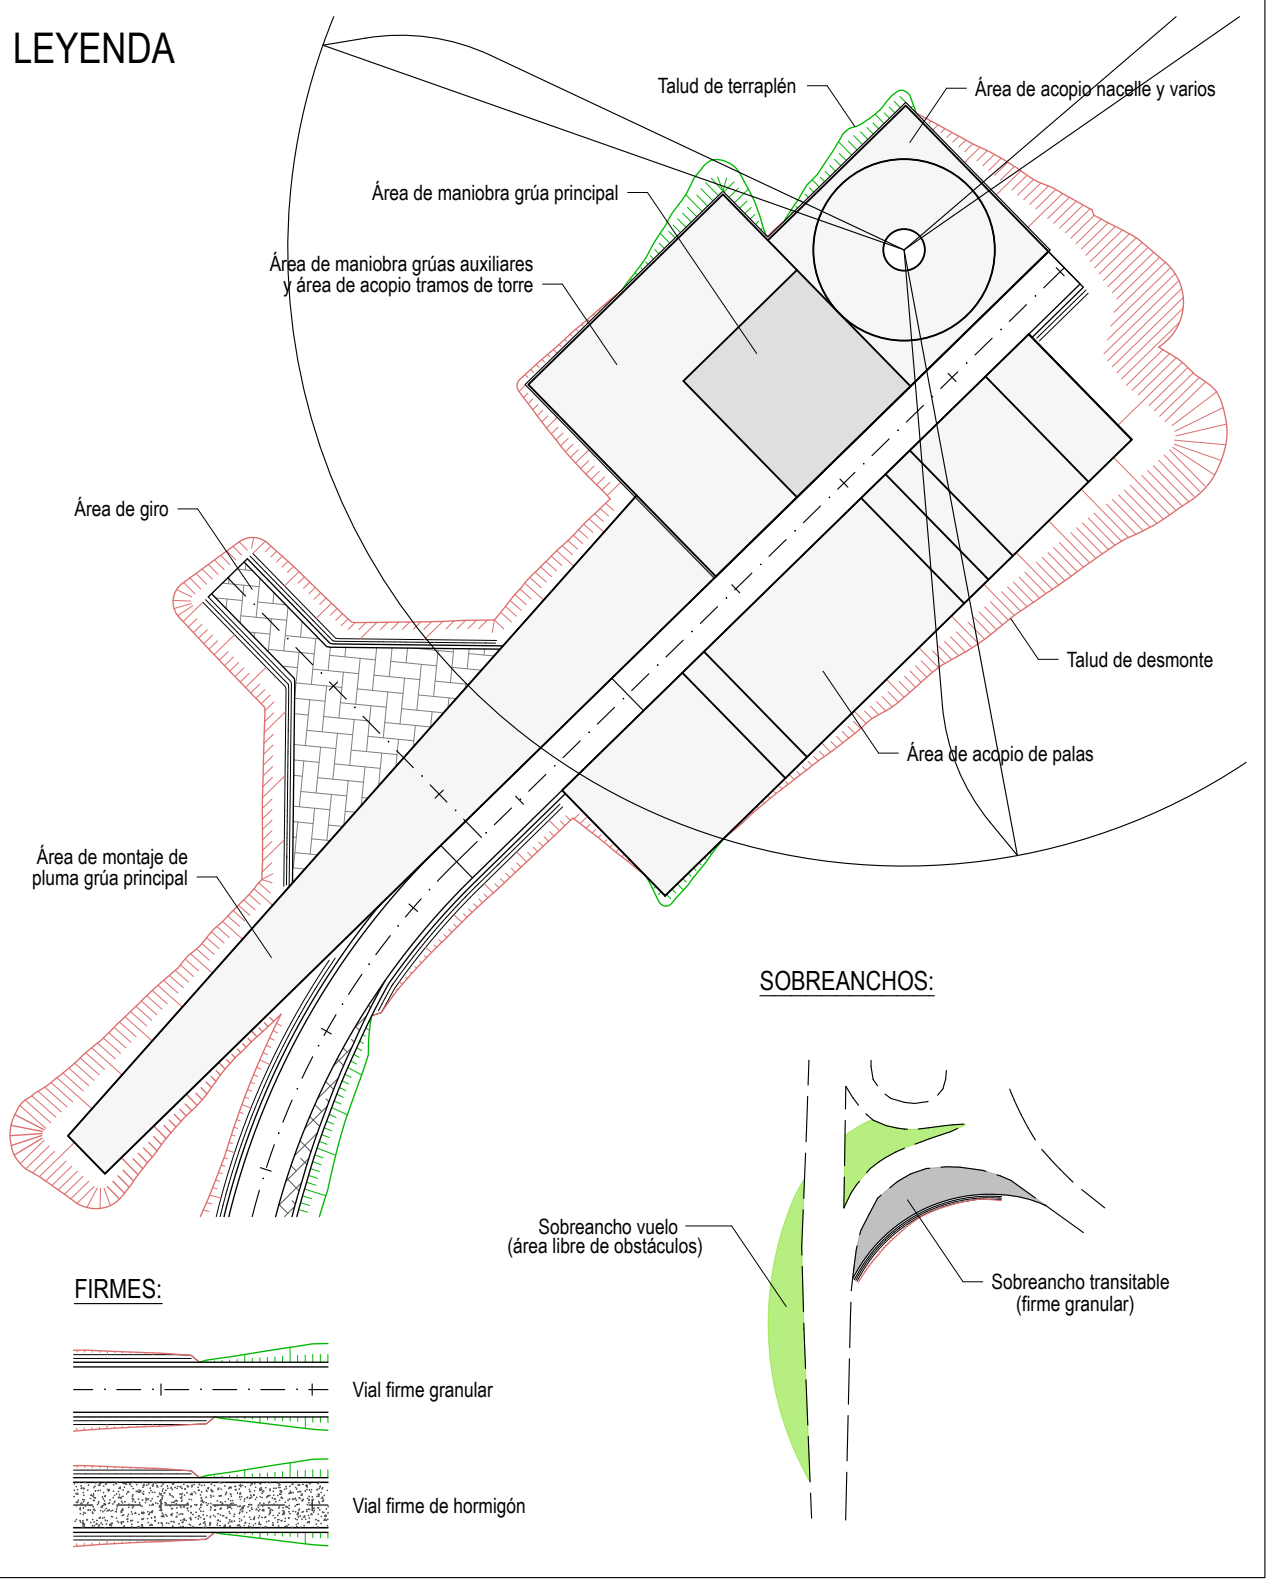 LEYENDA
Talud de terraplén
Área de acopio nacelle y varios
Área de maniobra grúa principal
Área de maniobra grúas auxiliares
y área de acopio tramos de torre
Área de giro
Talud de desmonte
Área de acopio de palas
Área de montaje de
pluma grúa principal
SOBREANCHOS:
Sobreancho vuelo
(área libre de obstáculos)
Sobreancho transitable
(firme granular)
FIRMES:
Vial firme granular
Vial firme de hormigón